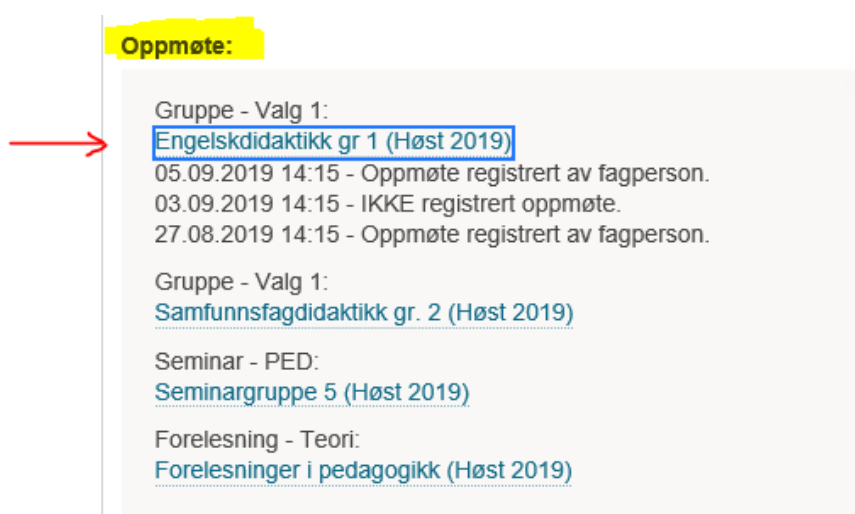 Oppmøte:
Gruppe - Valg 1:
Engelskdidaktikk gr 1 (Høst 2019)
05.09.2019 14:15 - Oppmøte registrert av fagperson.
03.09.2019 14:15 - IKKE registrert oppmøte.
27.08.2019 14:15 - Oppmøte registrert av fagperson.
Gruppe - Valg 1:
Samfunnsfagdidaktikk gr. 2 (Høst 2019)
Seminar - PED:
Seminargruppe 5 (Høst 2019)
Forelesning - Teori:
Forelesninger i pedagogikk (Høst 2019)